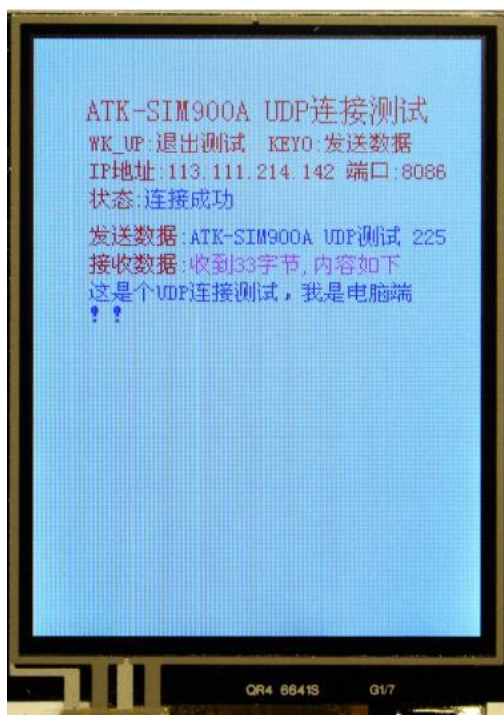 ATK-SIM900A UDP连接测试
WK_UP:退出测试 KEY0:发送数据
IP地址:113.111.214.142 端口:8086
状态:连接成功
发送数据:ATK-SIM900A UDP测试 225
接收数据:收到33字节,内容如下
这是个UDP连接测试，我是电脑端
！！
QR4 6641S G1/7